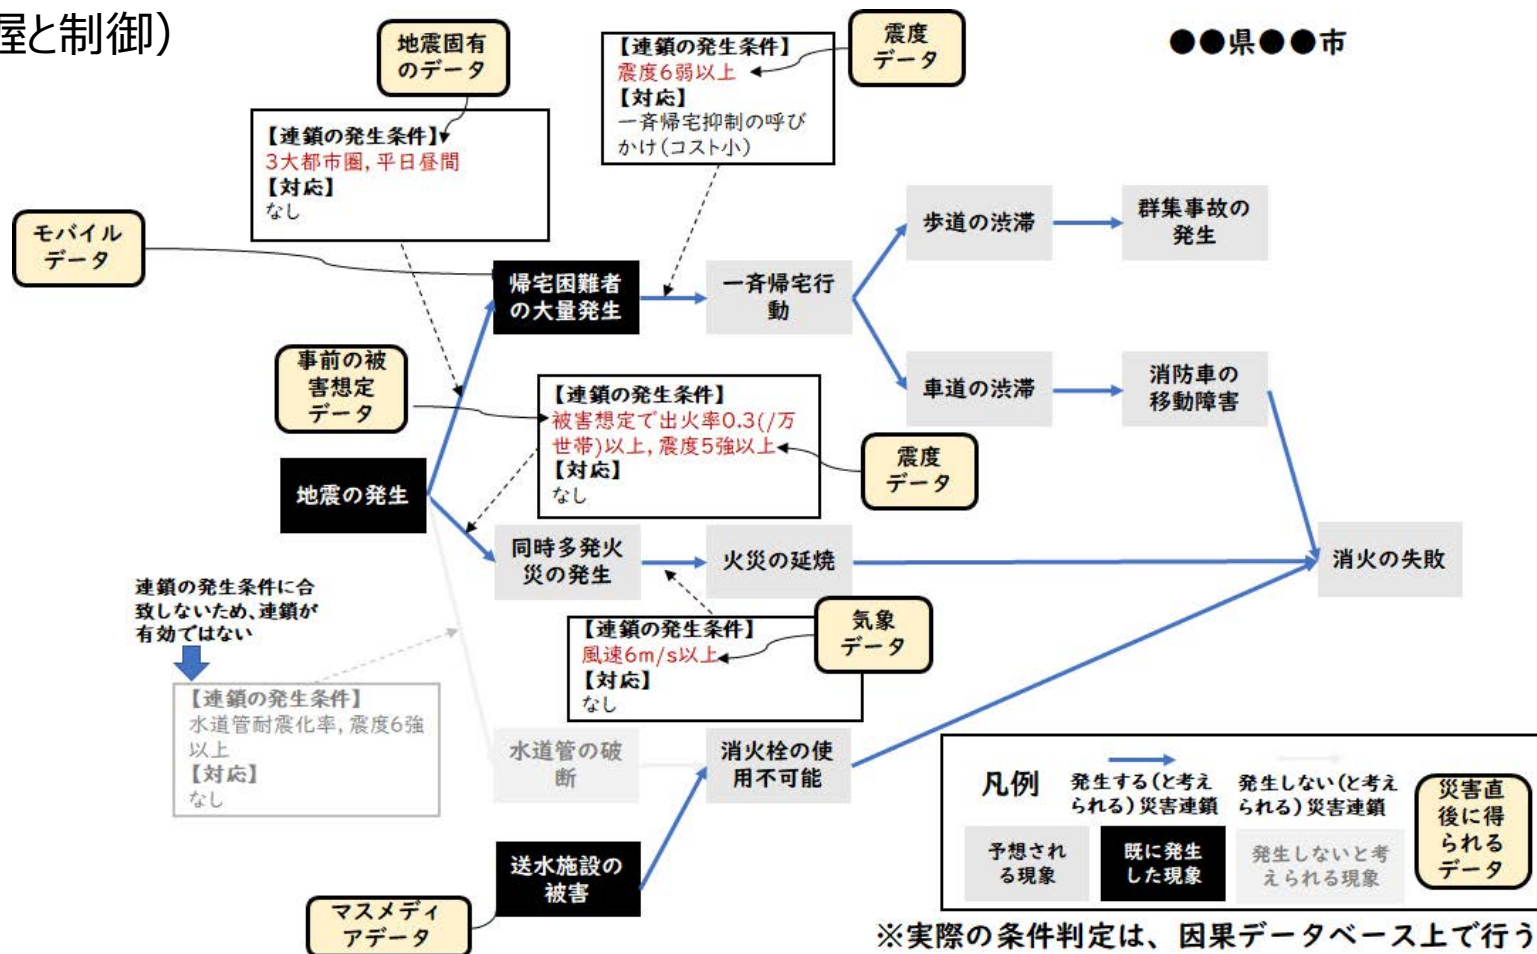 握と制御）
●●県●●市
地震固有
のデータ
【連鎖の発生条件】
震度6弱以上
【対応】
一斉帰宅抑制の呼び
かけ（コスト小）
震度
データ
【連鎖の発生条件】
3大都市圏, 平日昼間
【対応】
なし
モバイル
データ
帰宅困難者
の大量発生
一斉帰宅行
動
歩道の渋滞
群集事故の
発生
車道の渋滞
消防車の
移動障害
事前の被
害想定
データ
【連鎖の発生条件】
被害想定で出火率0.3(/万
世帯)以上, 震度5強以上
【対応】
なし
震度
データ
地震の発生
同時多発火
災の発生
火災の延焼
消火の失敗
連鎖の発生条件に合
致しないため、連鎖が
有効ではない
【連鎖の発生条件】
風速6m/s以上
【対応】
なし
気象
データ
【連鎖の発生条件】
水道管耐震化率, 震度6強
以上
【対応】
なし
水道管の破
断
消火栓の使
用不可能
送水施設の
被害
マスメディ
アデータ
凡例
発生する(と考え
られる)災害連鎖
発生しない(と考え
られる)災害連鎖
災害直
後に得
られる
データ
予想され
る現象
既に発生
した現象
発生しないと考
えられる現象
※実際の条件判定は、因果データベース上で行う